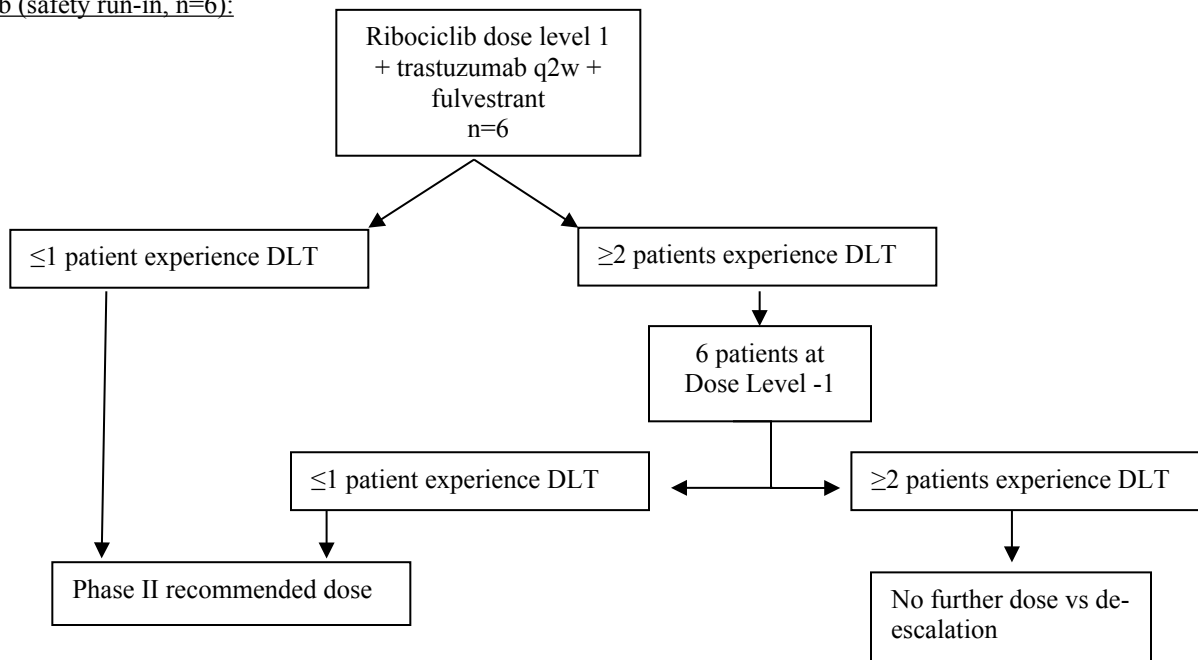 b (safety run-in, n=6):
Ribociclib dose level 1
+ trastuzumab q2w +
fulvestrant
n=6
≤1 patient experience DLT
≥2 patients experience DLT
6 patients at
Dose Level -1
≤1 patient experience DLT
≥2 patients experience DLT
Phase II recommended dose
No further dose vs de-
escalation